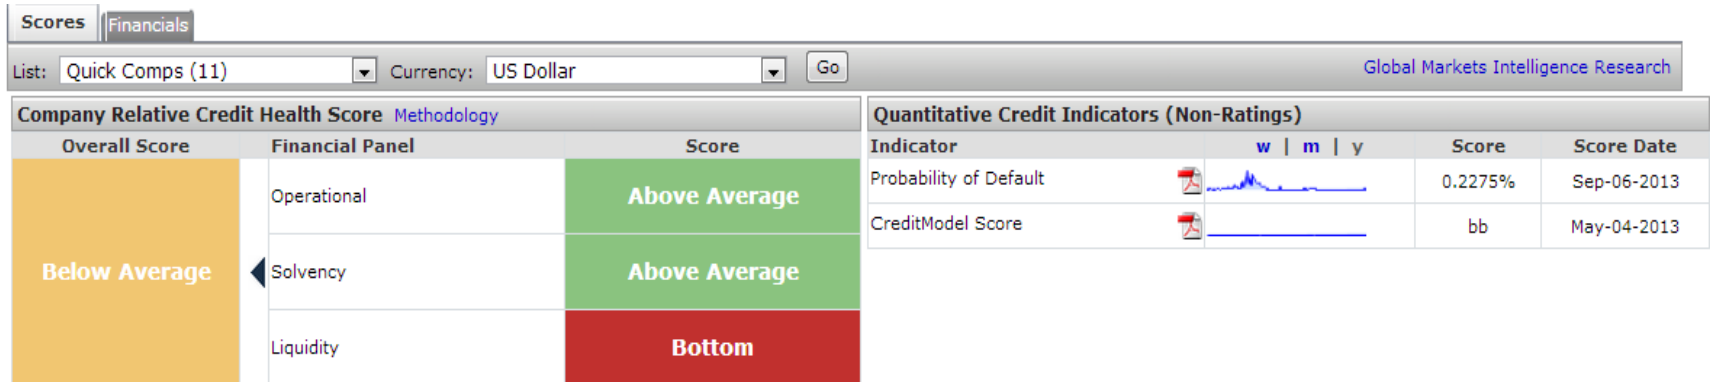 Scores Financials
List: Quick Comps (11) Currency: US Dollar Go Global Markets Intelligence Research
Company Relative Credit Health Score Methodology
Overall Score Financial Panel Score
Below Average
Operational Above Average
Solvency Above Average
Liquidity Bottom
Quantitative Credit Indicators (Non-Ratings)
Indicator w | m | y Score Score Date
Probability of Default 0.2275% Sep-06-2013
CreditModel Score bb May-04-2013